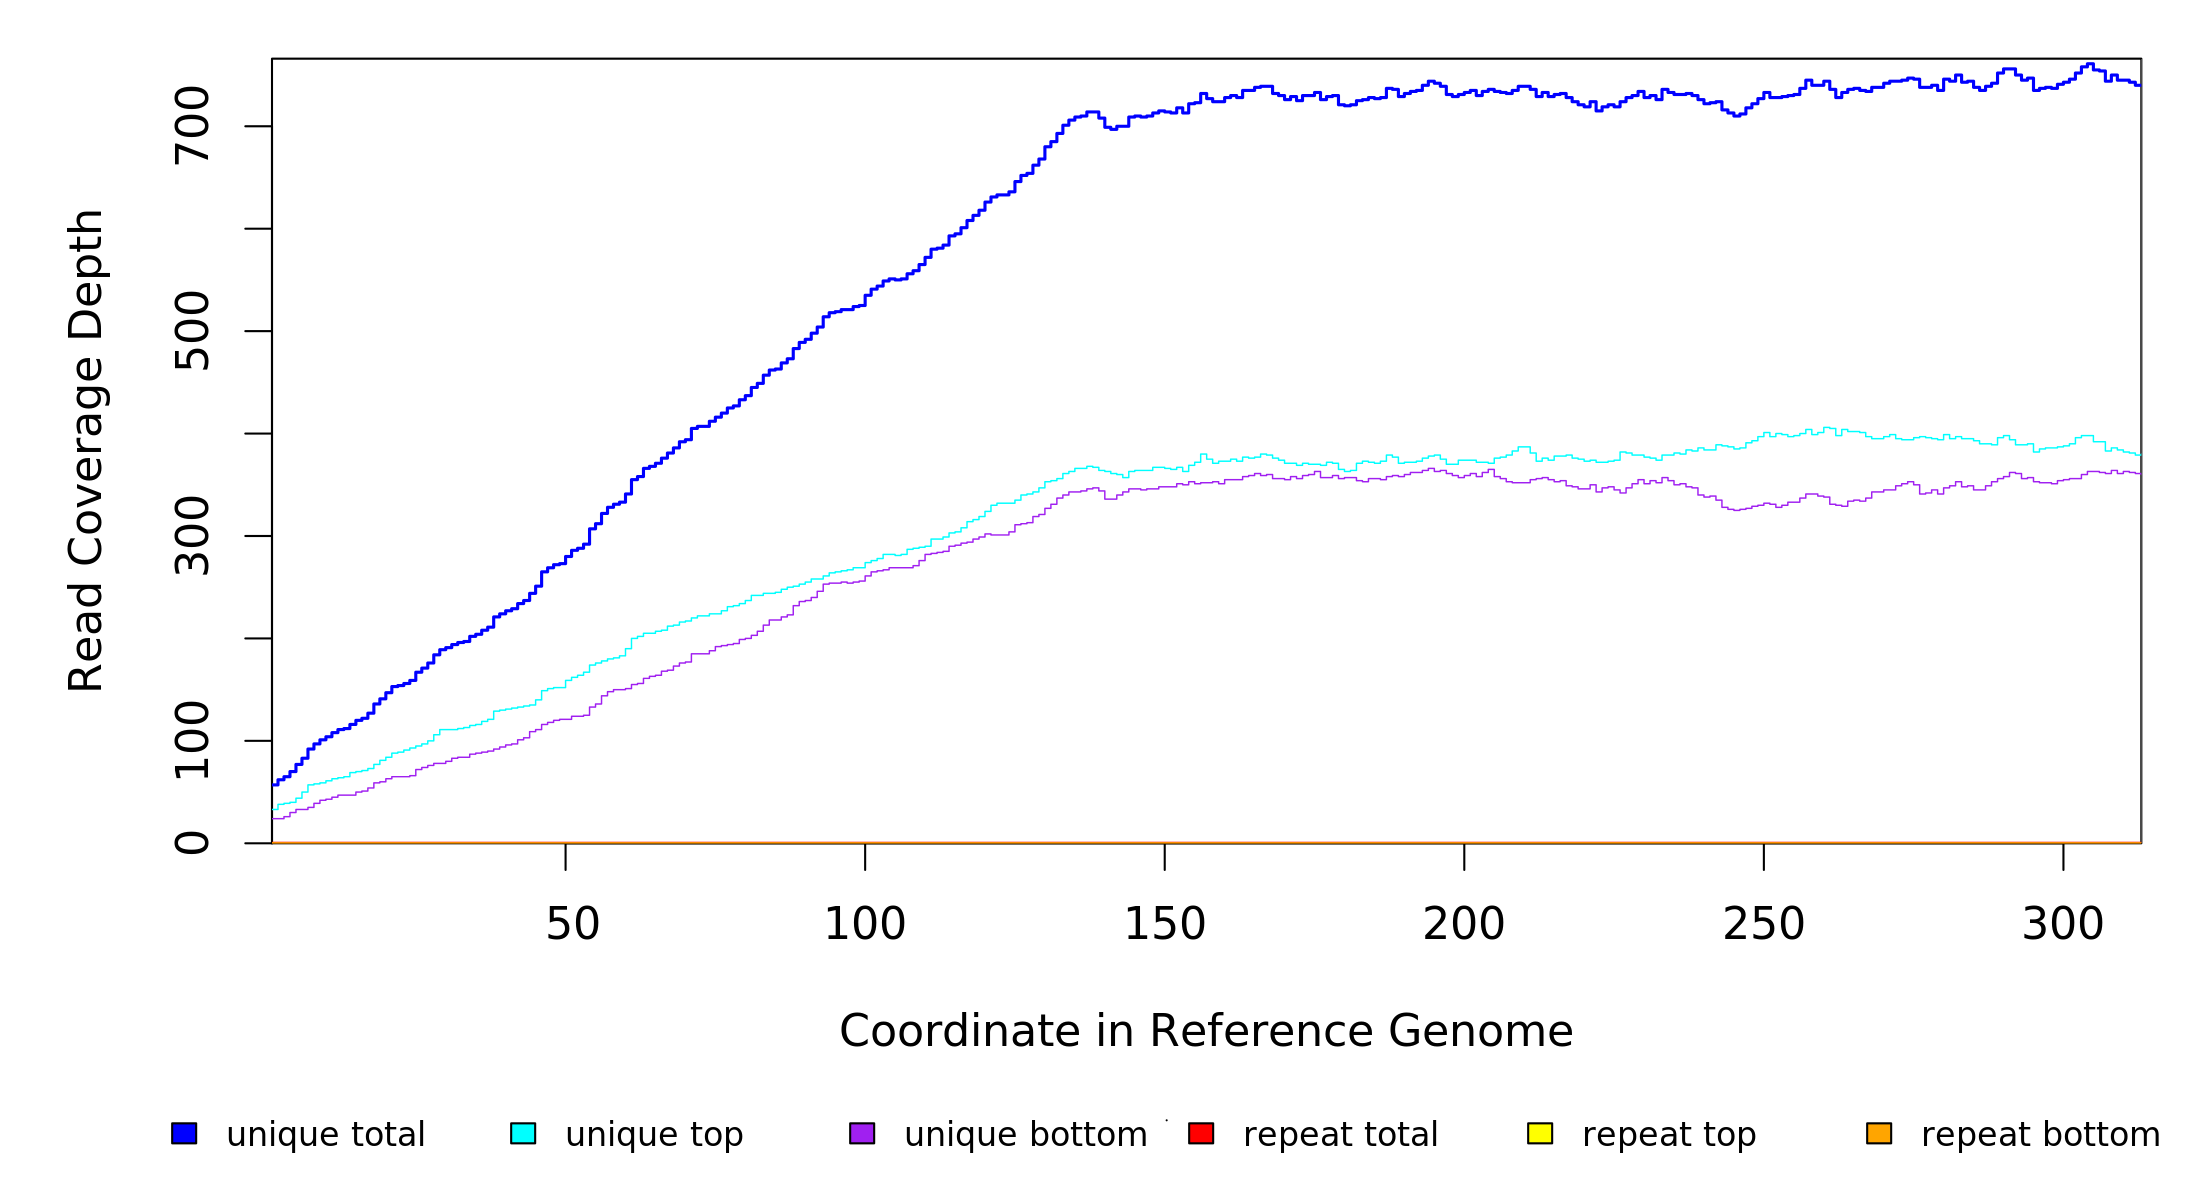 Read Coverage Depth
700
500
300
100
0
50 100 150 200 250 300
Coordinate in Reference Genome
unique total unique top unique bottom repeat total repeat top repeat bottom